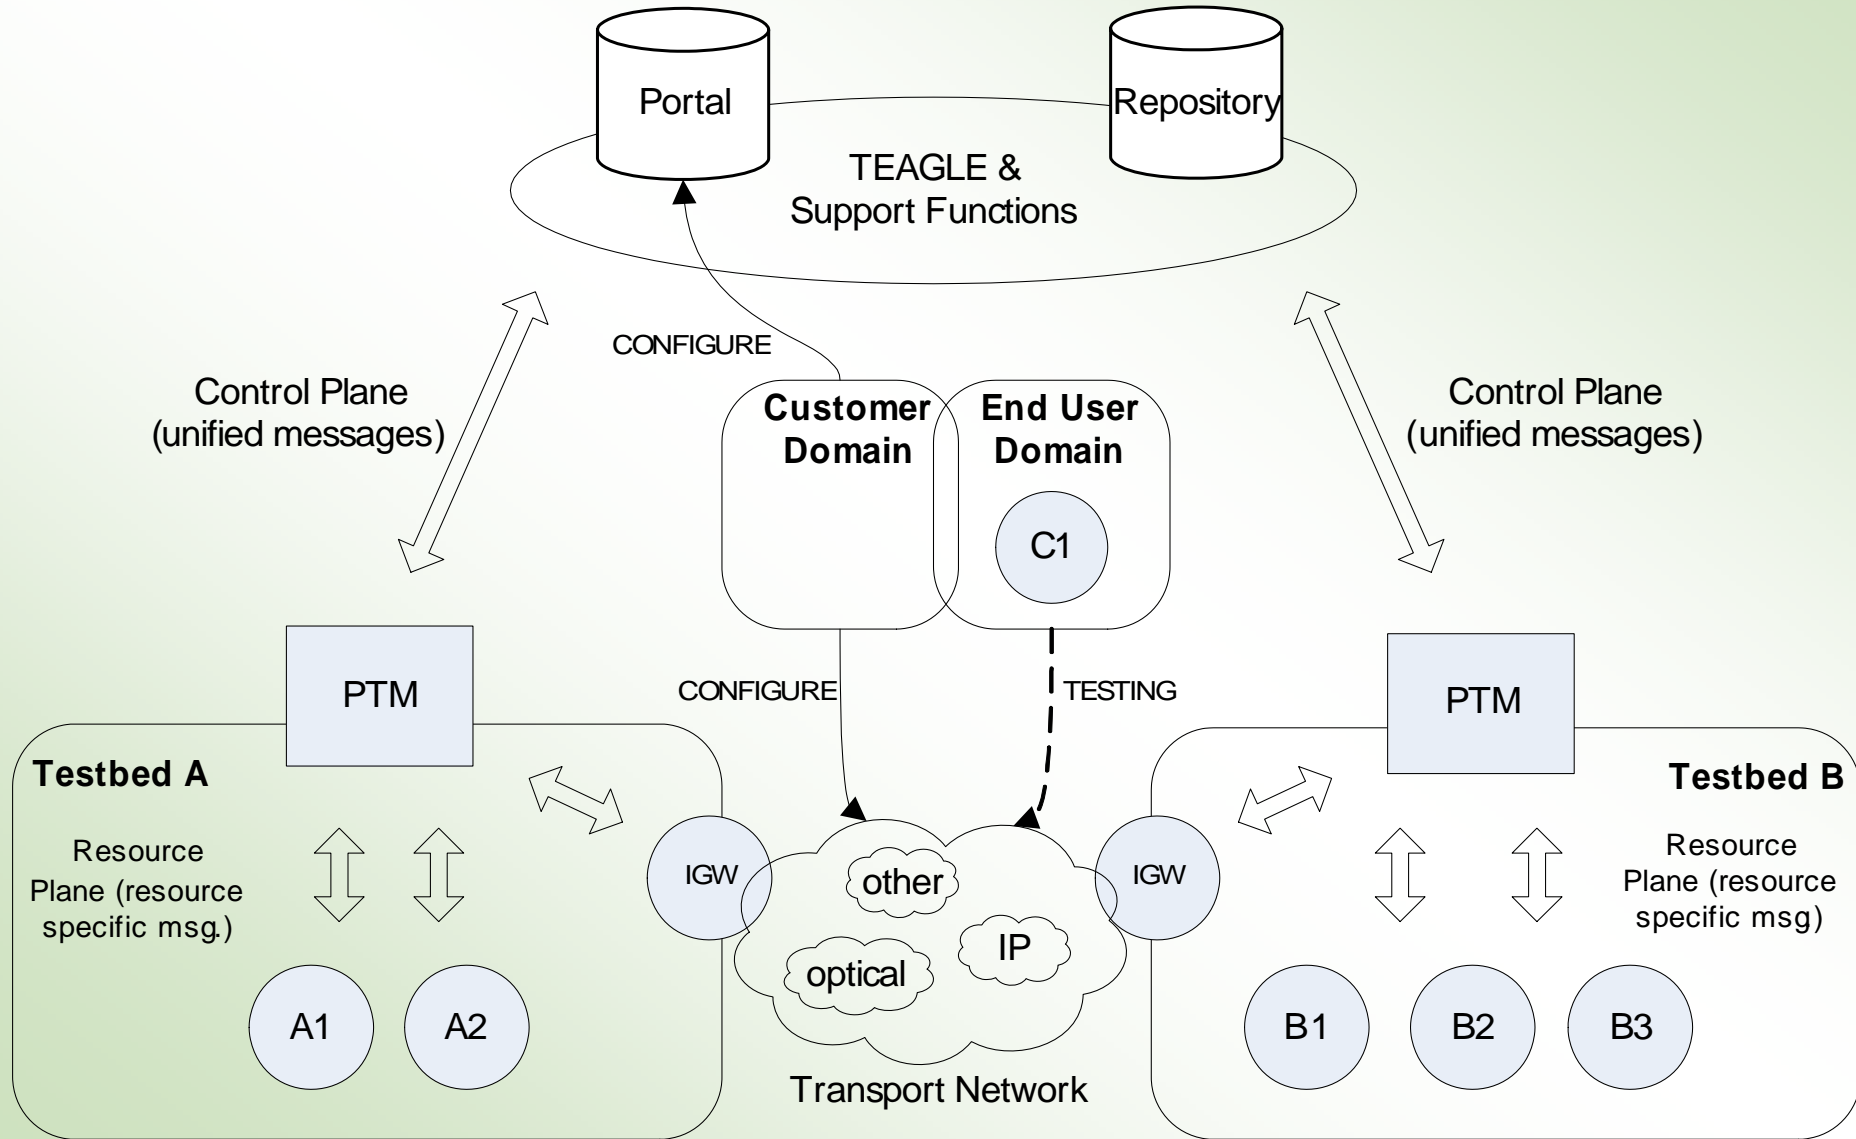 Portal
Repository
TEAGLE &
Support Functions
CONFIGURE
Control Plane
(unified messages)
Customer
Domain
End User
Domain
Control Plane
(unified messages)
C1
PTM
CONFIGURE
TESTING
PTM
Testbed A
Testbed B
Resource
Plane (resource
specific msg.)
IGW
other
IP
optical
IGW
Resource
Plane (resource
specific msg)
A1
A2
B1
B2
B3
Transport Network